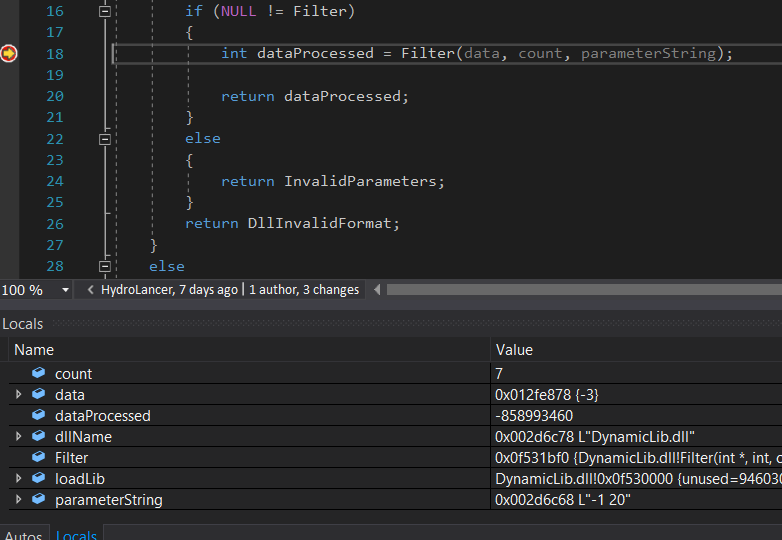 16 if (NULL != Filter)
17 {
18 int dataProcessed = Filter(data, count, parameterString);
19
20 return dataProcessed;
21 }
22 else
23 {
24 return InvalidParameters;
25 }
26 return DllInvalidFormat;
27 }
28 else
100 % HydroLancer, 7 days ago | 1 author, 3 changes
Locals
Name Value
count 7
data 0x012fe878 {-3}
dataProcessed -858993460
dllName 0x002d6c78 L"DynamicLib.dll"
Filter 0x0f531bf0 {DynamicLib.dll!Filter(int *, int, c
loadLib DynamicLib.dll!0x0f530000 {unused=946030
parameterString 0x002d6c68 L"-1 20"
Autos Locals